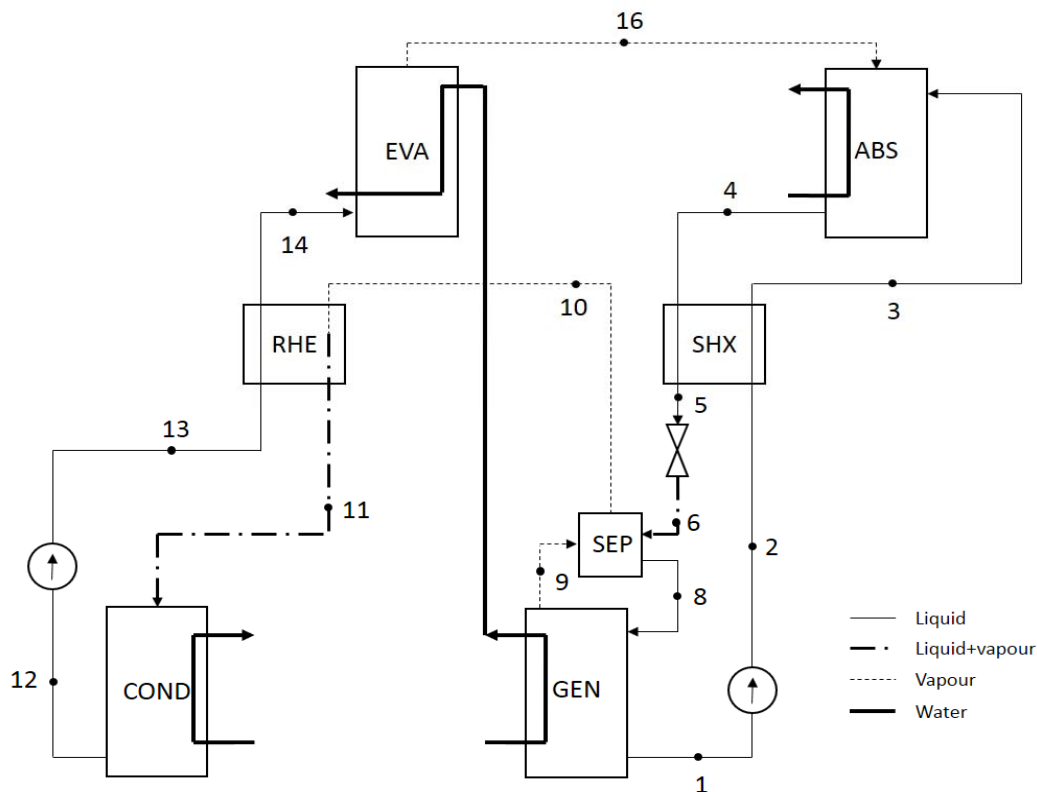 16
EVA
ABS
4
14
10
3
RHE
SHX
5
13
11
6
SEP
2
9
8
Liquid
Liquid+vapour
12
COND
GEN
Vapour
Water
1